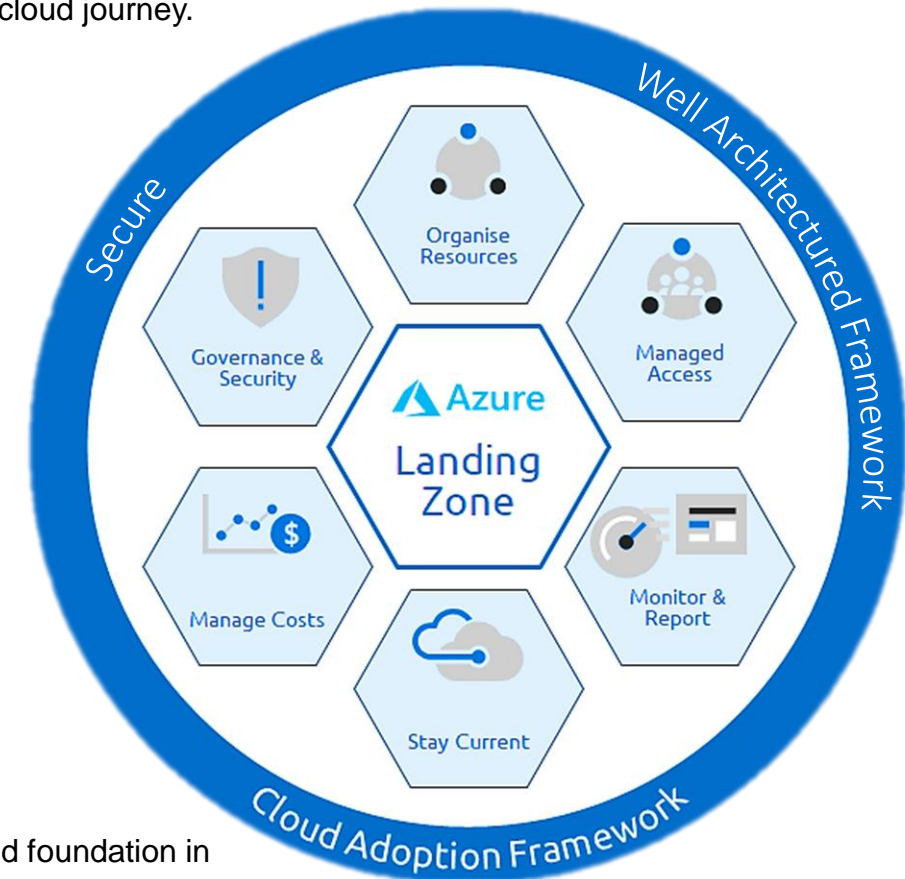 cloud journey.
Secure
Well Architectured Framework
Organise
Resources
Governance &
Security
Managed
Access
Azure
Landing
Zone
Manage Costs
Monitor &
Report
Stay Current
Cloud Adoption Framework
d foundation in